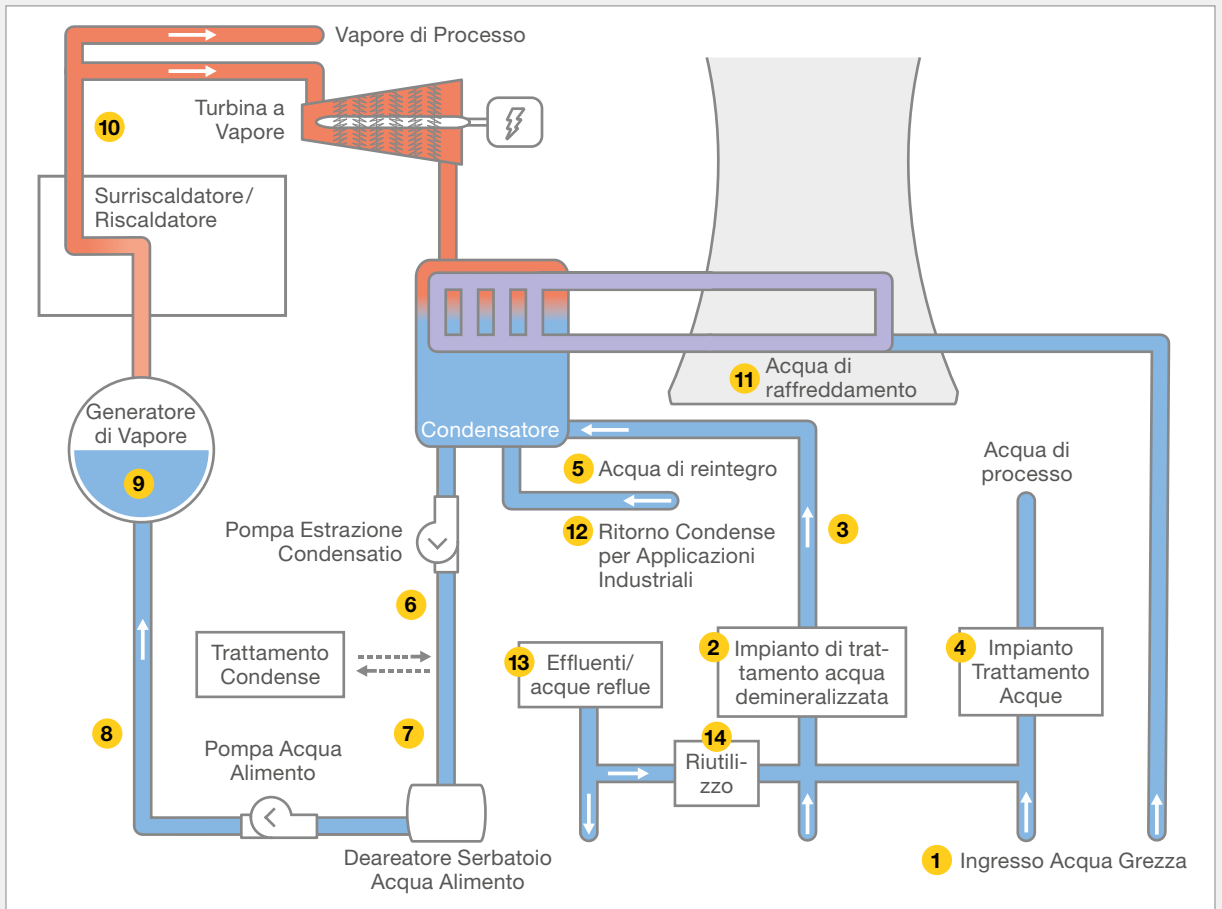 Vapore di Processo
Turbina a
Vapore
10
Surriscaldatore/
Riscaldatore
Generatore
di Vapore
9
Condensatore
11 Acqua di
raffreddamento
5 Acqua di reintegro
12 Ritorno Condense
per Applicazioni
Industriali
3
Acqua di
processo
Pompa Estrazione
Condensatio
6
Trattamento
Condense
7
8
Pompa Acqua
Alimento
Deareatore Serbatoio
Acqua Alimento
13 Effluenti/
acque reflue
2 Impianto di trat-
tamento acqua
demineralizzata
4 Impianto
Trattamento
Acque
14
Riutili-
zzo
1 Ingresso Acqua Grezza